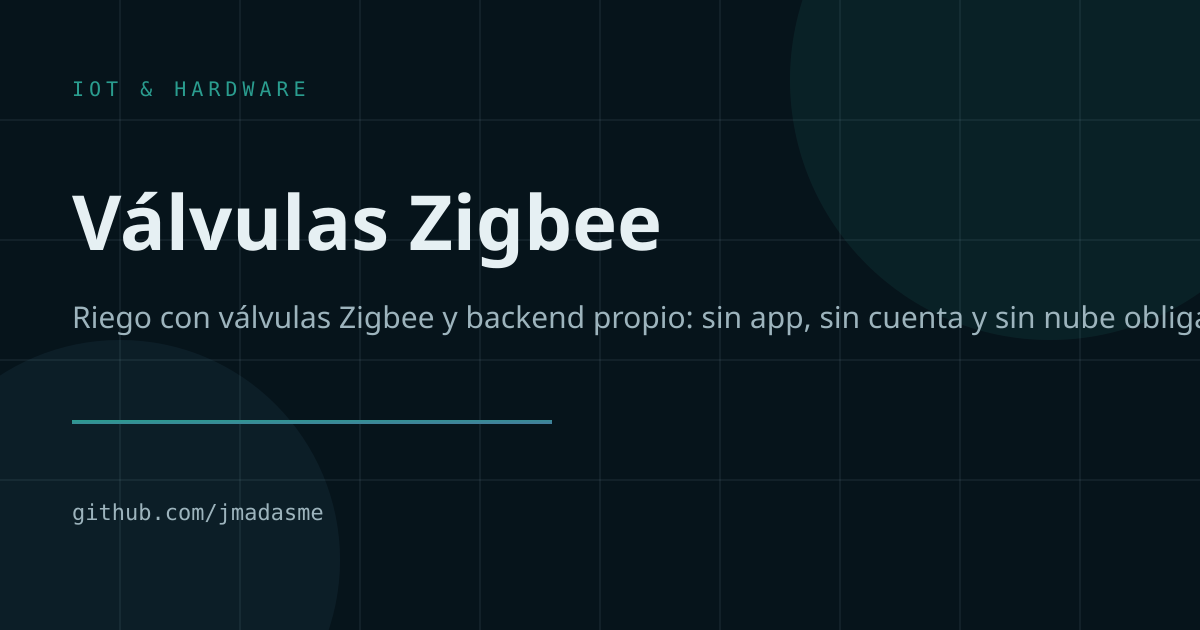 IOT & HARDWARE
Válvulas Zigbee
Riego con válvulas Zigbee y backend propio: sin app, sin cuenta y sin nube obliga
github.com/jmadasme